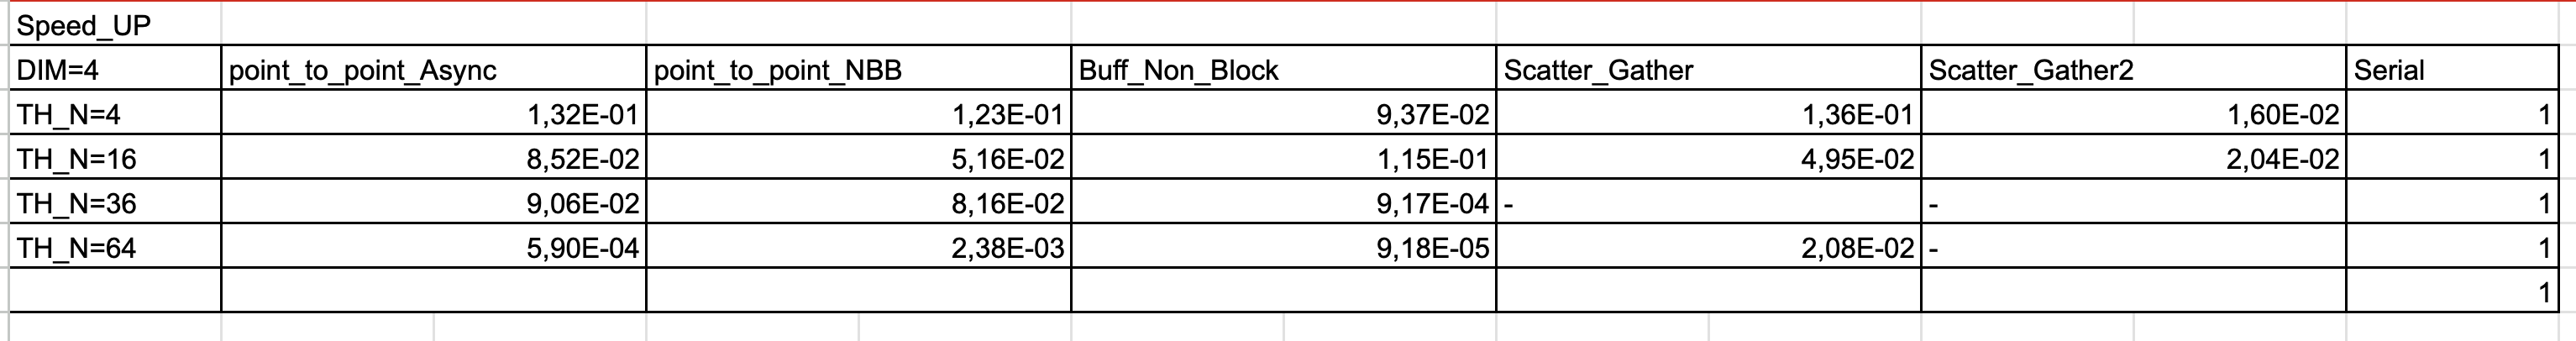 Speed_UP
DIM=4 point_to_point_Async point_to_point_NBB Buff_Non_Block Scatter_Gather Scatter_Gather2 Serial
TH_N=4 1,32E-01 1,23E-01 9,37E-02 1,36E-01 1,60E-02 1
TH_N=16 8,52E-02 5,16E-02 1,15E-01 4,95E-02 2,04E-02 1
TH_N=36 9,06E-02 8,16E-02 9,17E-04 - - 1
TH_N=64 5,90E-04 2,38E-03 9,18E-05 2,08E-02 - 1
1